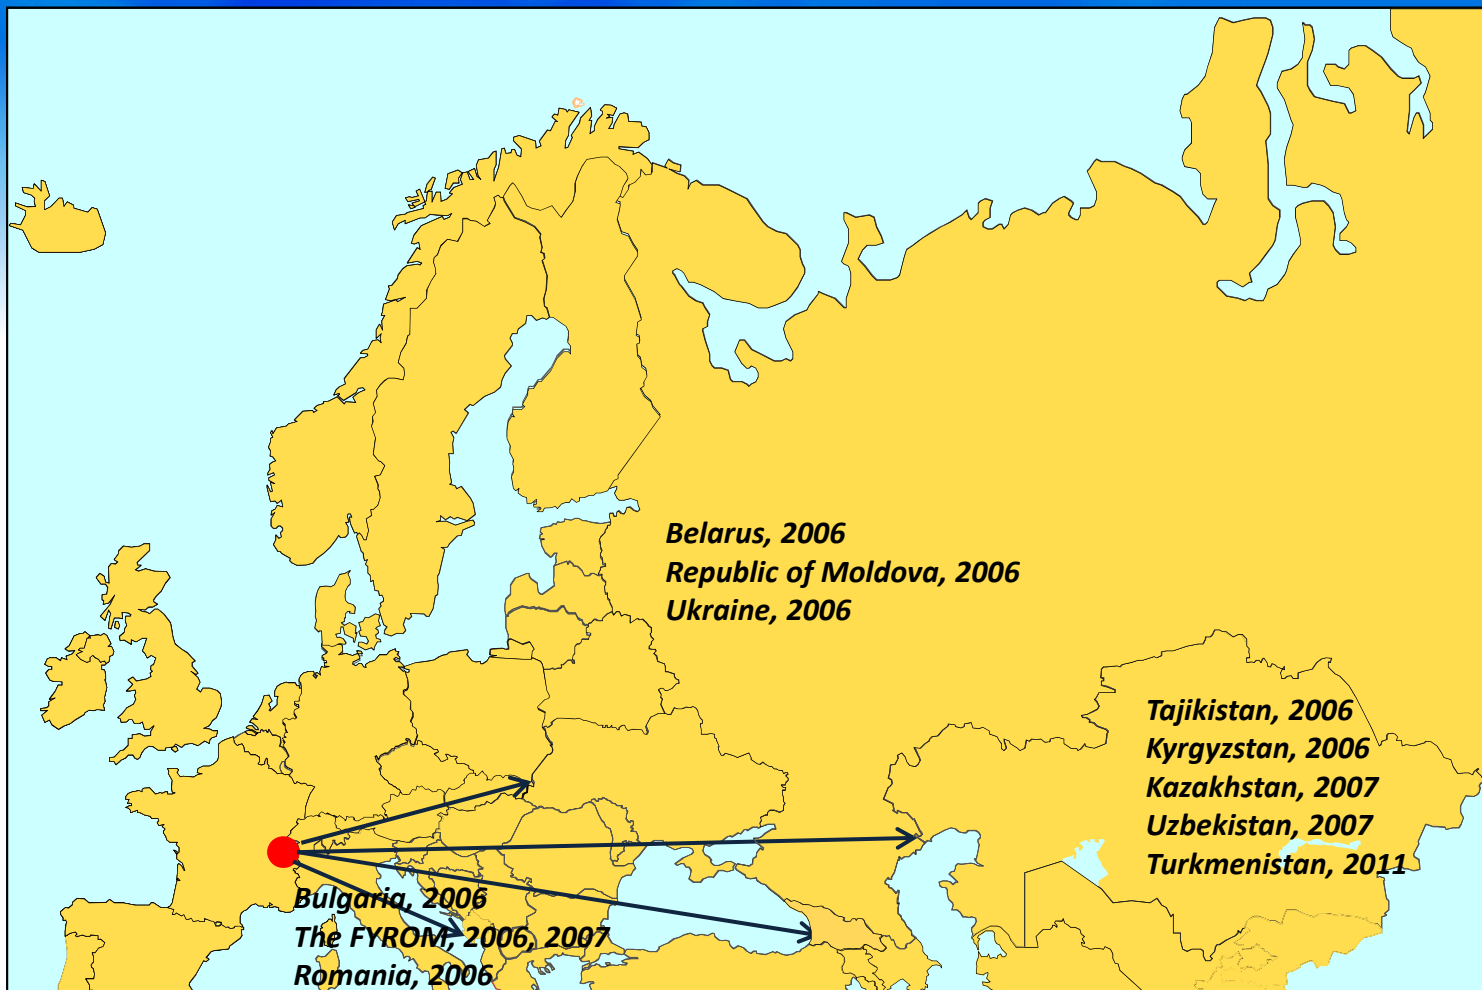 Belarus, 2006
Republic of Moldova, 2006
Ukraine, 2006
Tajikistan, 2006
Kyrgyzstan, 2006
Kazakhstan, 2007
Uzbekistan, 2007
Turkmenistan, 2011
Bulgaria, 2006
The FYROM, 2006, 2007
Romania, 2006